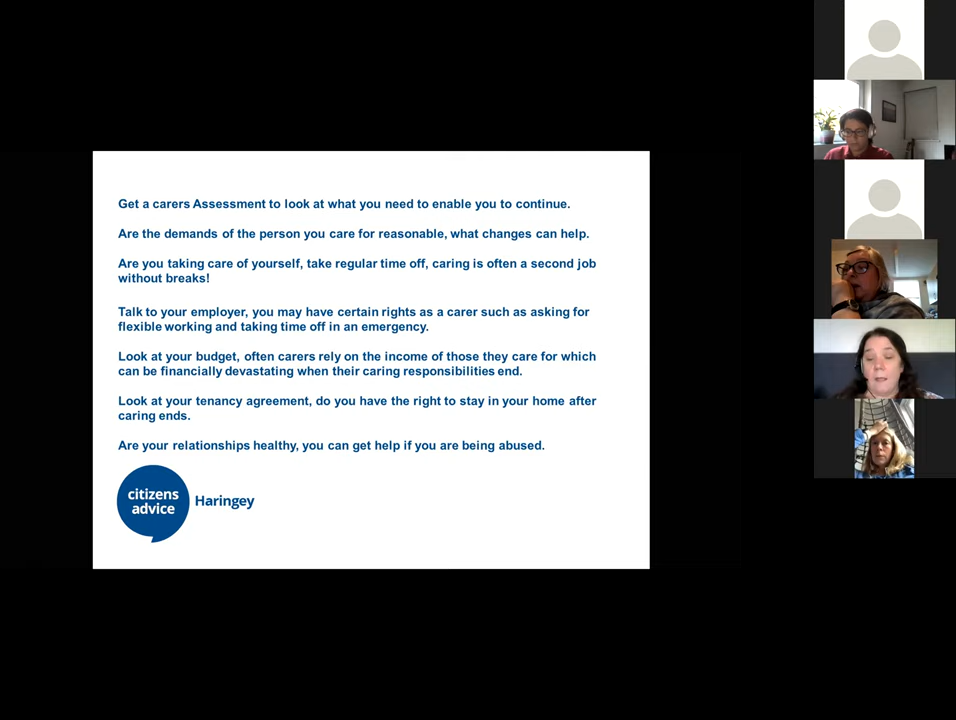 Get a carers Assessment to look at what you need to enable you to continue.
Are the demands of the person you care for reasonable, what changes can help.
Are you taking care of yourself, take regular time off, caring is often a second job
without breaks!
Talk to your employer, you may have certain rights as a carer such as asking for
flexible working and taking time off in an emergency.
Look at your budget, often carers rely on the income of those they care for which
can be financially devastating when their caring responsibilities end.
Look at your tenancy agreement, do you have the right to stay in your home after
caring ends.
Are your relationships healthy, you can get help if you are being abused.
citizens
advice
Haringey